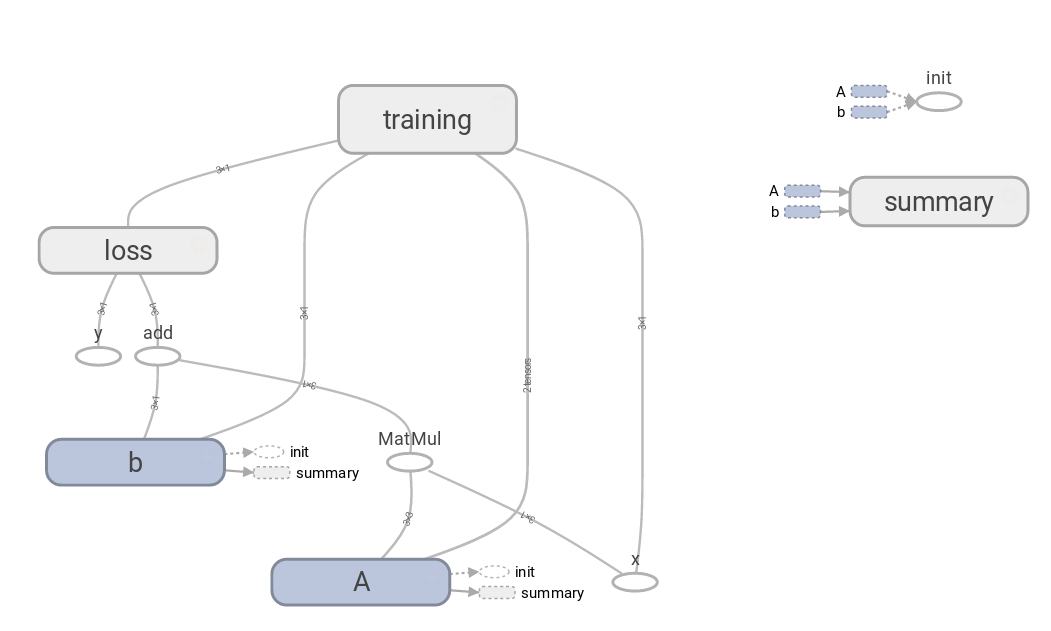 init
A
b
training
3×1
A
summary
b
loss
3×1
3×1
3×1
3×1
y
add
2 tensors
3×1
3×1
MatMul
b
init
summary
3×3
3×1
x
A
init
summary